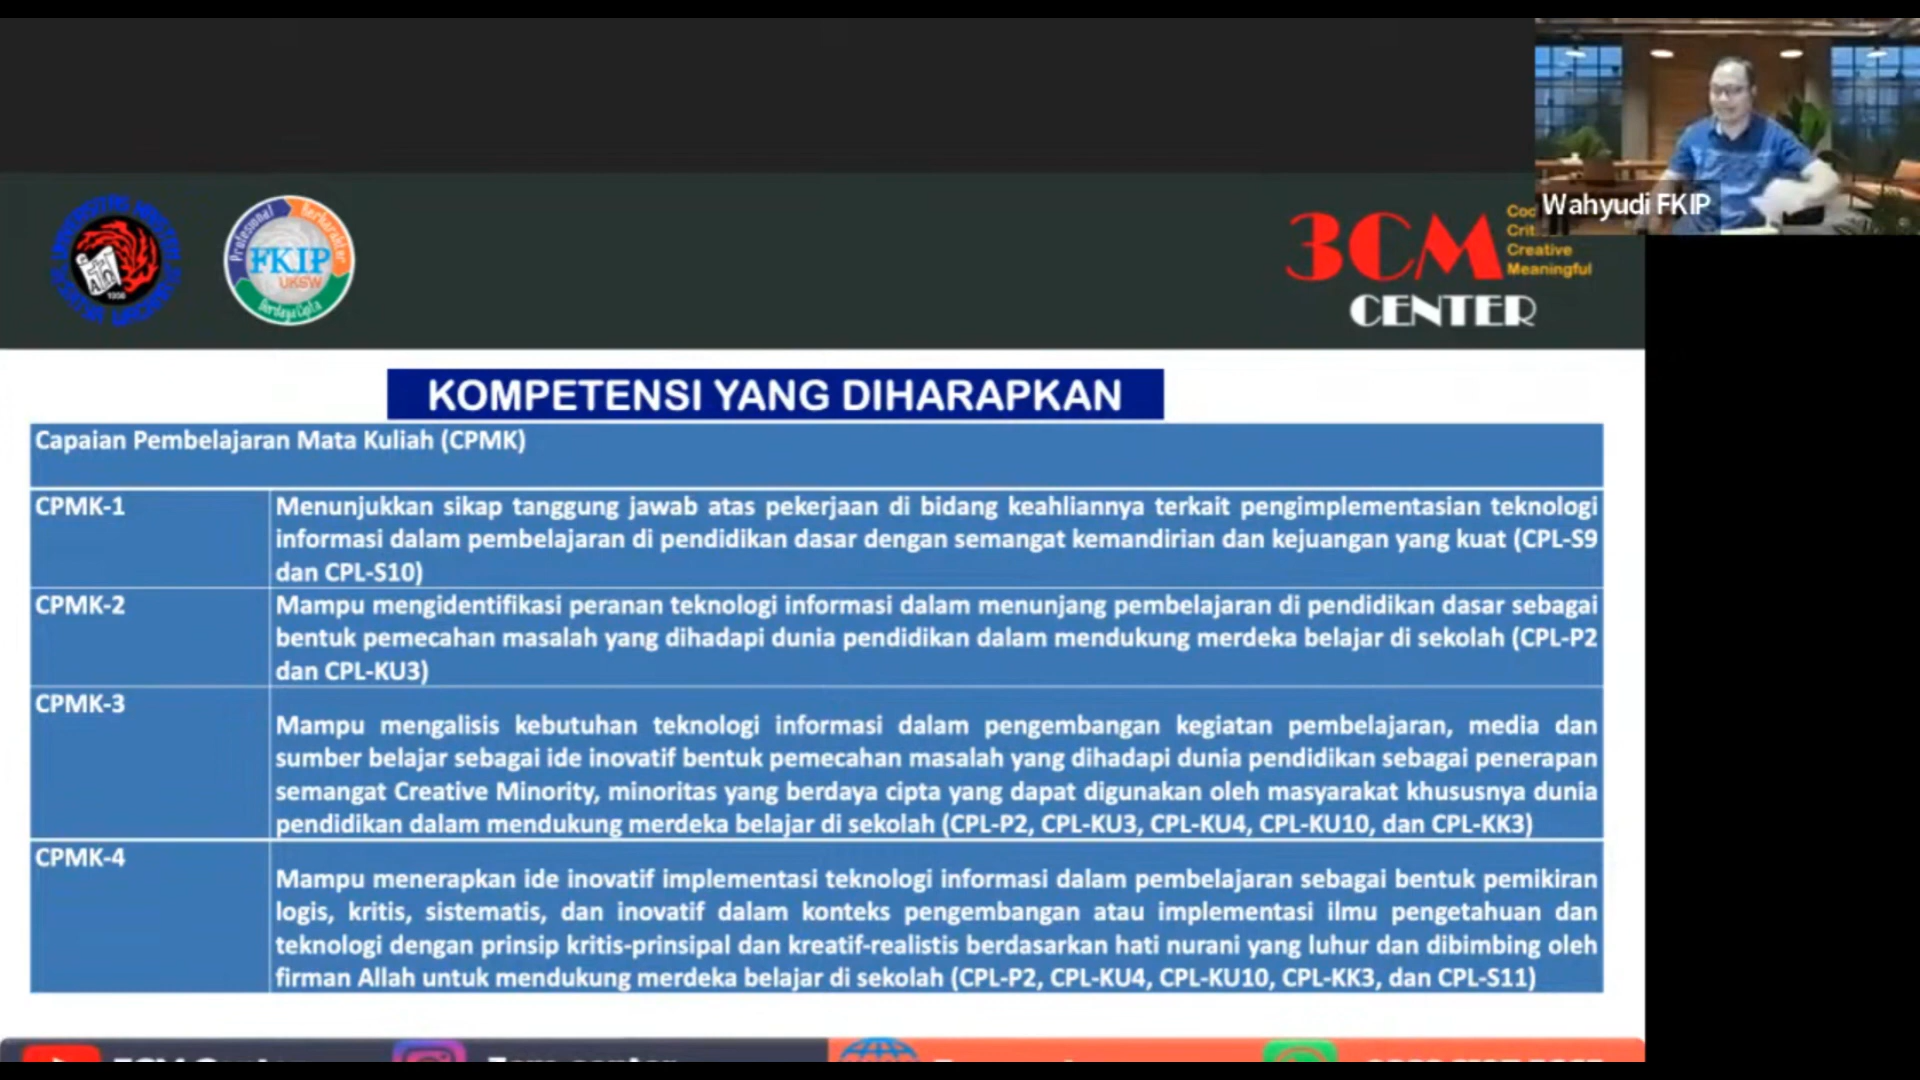 Wahyudi FKIP
UNIVERSITAS KRISTEN
SATYA WACANA
1956
Profesional
Berkarakter
FKIP
UKSW
Berdaya Cipta
3CM
Creative
Meaningful
CENTER
KOMPETENSI YANG DIHARAPKAN
Capaian Pembelajaran Mata Kuliah (CPMK)
CPMK-1
Menunjukkan sikap tanggung jawab atas pekerjaan di bidang keahliannya terkait pengimplementasian teknologi
informasi dalam pembelajaran di pendidikan dasar dengan semangat kemandirian dan kejuangan yang kuat (CPL-S9
dan CPL-S10)
CPMK-2
Mampu mengidentifikasi peranan teknologi informasi dalam menunjang pembelajaran di pendidikan dasar sebagai
bentuk pemecahan masalah yang dihadapi dunia pendidikan dalam mendukung merdeka belajar di sekolah (CPL-P2
dan CPL-KU3)
CPMK-3
Mampu mengalisis kebutuhan teknologi informasi dalam pengembangan kegiatan pembelajaran, media dan
sumber belajar sebagai ide inovatif bentuk pemecahan masalah yang dihadapi dunia pendidikan sebagai penerapan
semangat Creative Minority, minoritas yang berdaya cipta yang dapat digunakan oleh masyarakat khususnya dunia
pendidikan dalam mendukung merdeka belajar di sekolah (CPL-P2, CPL-KU3, CPL-KU4, CPL-KU10, dan CPL-KK3)
CPMK-4
Mampu menerapkan ide inovatif implementasi teknologi informasi dalam pembelajaran sebagai bentuk pemikiran
logis, kritis, sistematis, dan inovatif dalam konteks pengembangan atau implementasi ilmu pengetahuan dan
teknologi dengan prinsip kritis-prinsipal dan kreatif-realistis berdasarkan hati nurani yang luhur dan dibimbing oleh
firman Allah untuk mendukung merdeka belajar di sekolah (CPL-P2, CPL-KU4, CPL-KU10, CPL-KK3, dan CPL-S11)